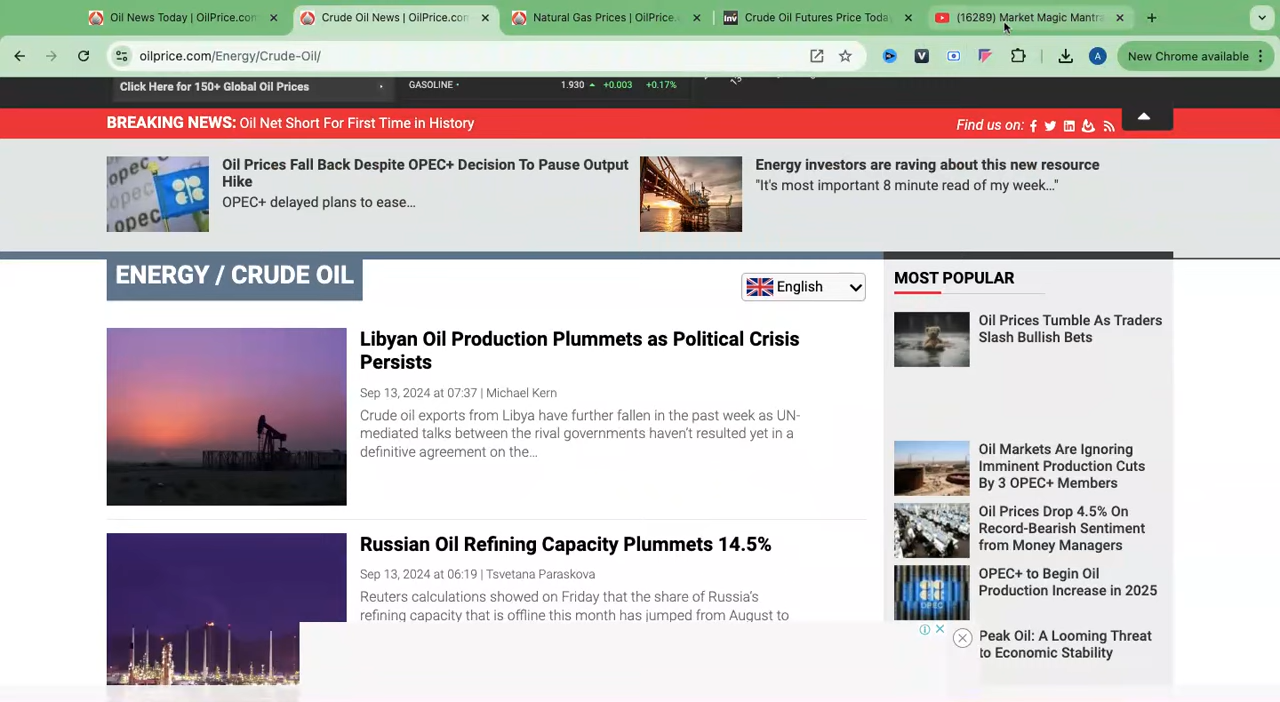 Oil News Today | OilPrice.com
Crude Oil News | OilPrice.com
Natural Gas Prices | OilPrice.
Inv Crude Oil Futures Price Today
(16289) Market Magic Mantra
oilprice.com/Energy/Crude-Oil/
New Chrome available
Click Here for 150+ Global Oil Prices
GASOLINE • 1.930 +0.003 +0.17%
BREAKING NEWS: Oil Net Short For First Time in History
Find us on:
Oil Prices Fall Back Despite OPEC+ Decision To Pause Output
Hike
OPEC+ delayed plans to ease...
Energy investors are raving about this new resource
"It's most important 8 minute read of my week..."
ENERGY / CRUDE OIL
English
Libyan Oil Production Plummets as Political Crisis
Persists
Sep 13, 2024 at 07:37 | Michael Kern
Crude oil exports from Libya have further fallen in the past week as UN-
mediated talks between the rival governments haven't resulted yet in a
definitive agreement on the...
Russian Oil Refining Capacity Plummets 14.5%
Sep 13, 2024 at 06:19 | Tsvetana Paraskova
Reuters calculations showed on Friday that the share of Russia's
refining capacity that is offline this month has jumped from August to
MOST POPULAR
Oil Prices Tumble As Traders
Slash Bullish Bets
Oil Markets Are Ignoring
Imminent Production Cuts
By 3 OPEC+ Members
Oil Prices Drop 4.5% On
Record-Bearish Sentiment
from Money Managers
OPEC+ to Begin Oil
Production Increase in 2025
Peak Oil: A Looming Threat
to Economic Stability